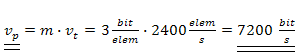 v_p = m · v_t = 3 bit/elem · 2400 elem/s = 7200 bit/s